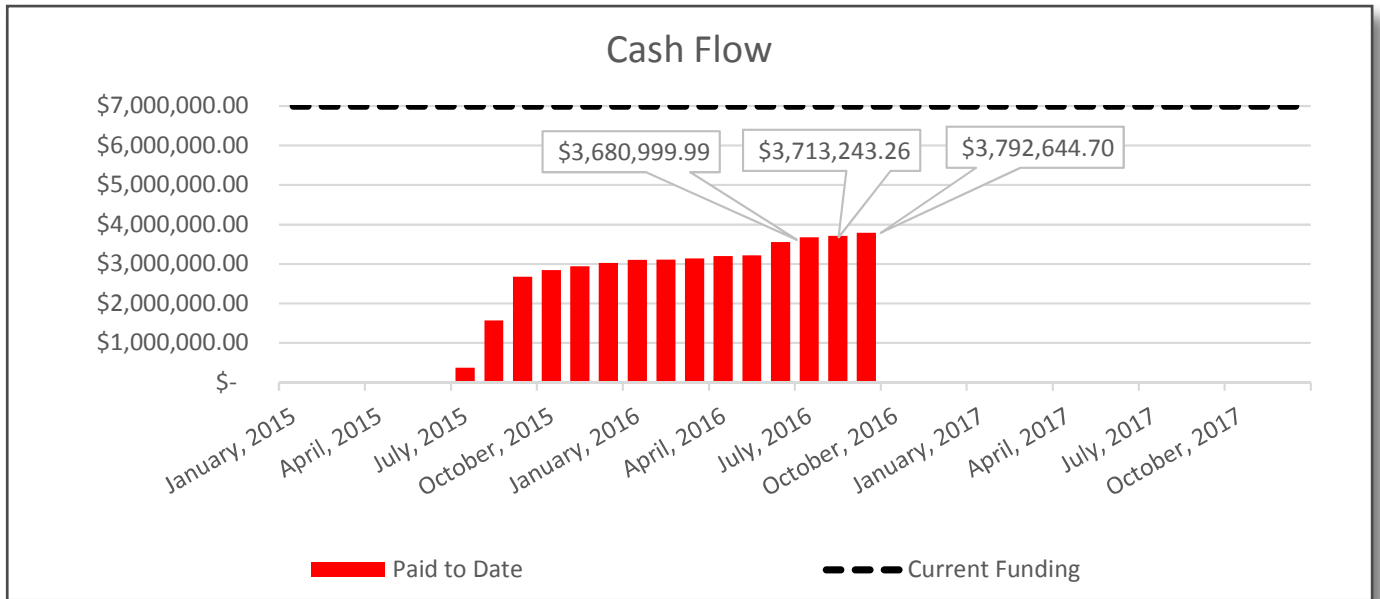 Cash Flow
$7,000,000.00
$6,000,000.00
$5,000,000.00
$4,000,000.00
$3,000,000.00
$2,000,000.00
$1,000,000.00
$-
$3,680,999.99
$3,713,243.26
$3,792,644.70
January, 2015
April, 2015
July, 2015
October, 2015
January, 2016
April, 2016
July, 2016
October, 2016
January, 2017
April, 2017
July, 2017
October, 2017
Paid to Date
Current Funding